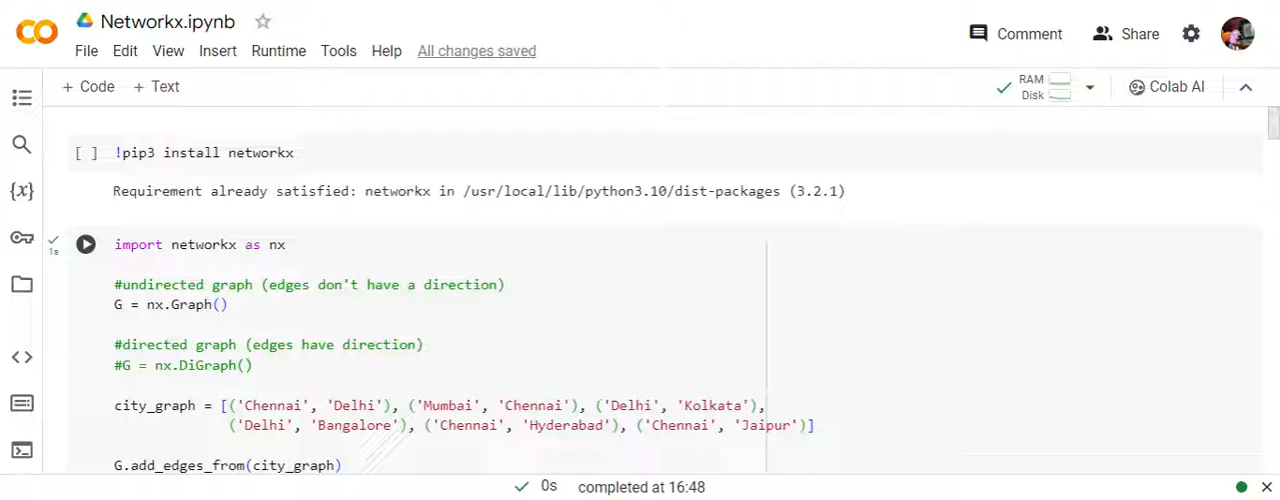 Networkx.ipynb
Comment
Share
File Edit View Insert Runtime Tools Help All changes saved
+ Code + Text
RAM
Disk
Colab AI
[ ] !pip3 install networkx
Requirement already satisfied: networkx in /usr/local/lib/python3.10/dist-packages (3.2.1)
{x}
1s
import networkx as nx
#undirected graph (edges don't have a direction)
G = nx.Graph()
#directed graph (edges have direction)
#G = nx.DiGraph()
city_graph = [('Chennai', 'Delhi'), ('Mumbai', 'Chennai'), ('Delhi', 'Kolkata'),
('Delhi', 'Bangalore'), ('Chennai', 'Hyderabad'), ('Chennai', 'Jaipur')]
G.add_edges_from(city_graph)
0s completed at 16:48